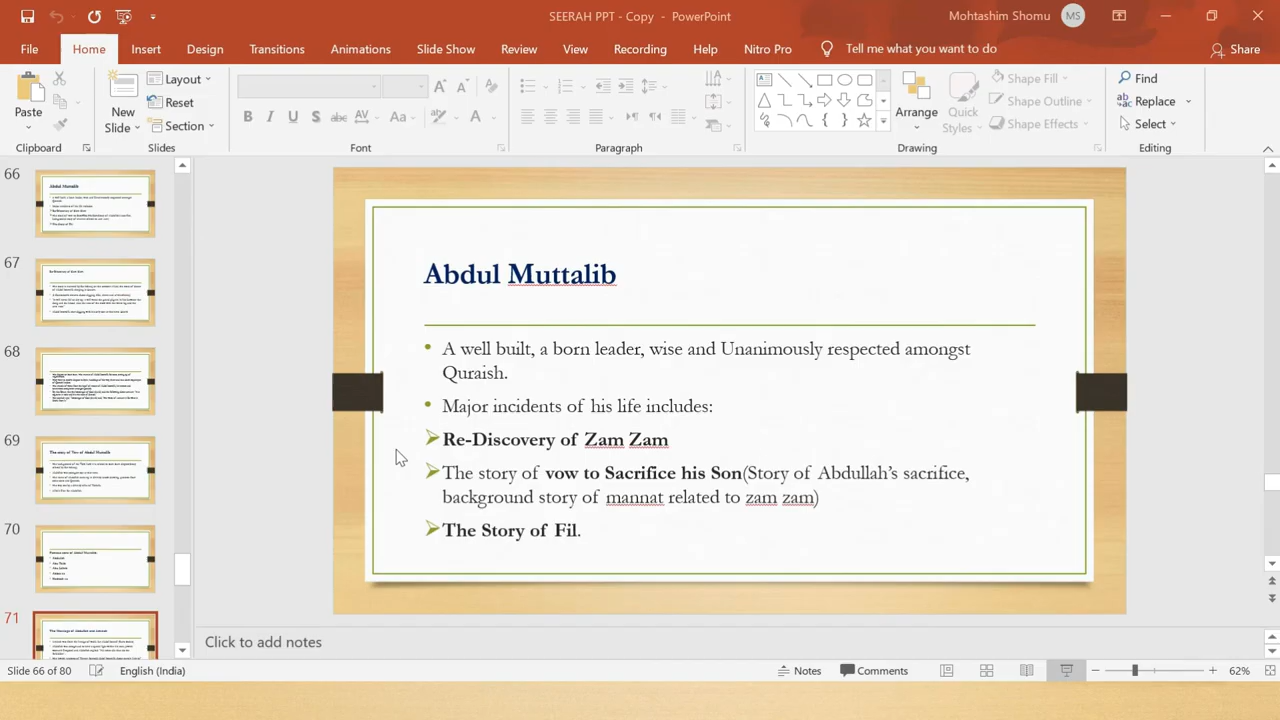 SEERAH PPT - Copy - PowerPoint
Mohtashim Shomu MS
File Home Insert Design Transitions Animations Slide Show Review View Recording Help Nitro Pro Tell me what you want to do Share
Paste
Clipboard
New Slide
Layout
Reset
Section
Slides
B I U S abc AV Aa A
Font
Paragraph
Arrange
Quick Styles
Shape Fill
Shape Outline
Shape Effects
Drawing
Find
Replace
Select
Editing
66
67
68
69
70
71
Abdul Muttalib
• A well built, a born leader, wise and Unanimously respected amongst
Quraish.
• Major incidents of his life includes:
Re-Discovery of Zam Zam
The story of vow to Sacrifice his Son(Story of Abdullah's sacrifice,
background story of mannat related to zam zam)
The Story of Fil.
Click to add notes
Slide 66 of 80 English (India) Notes Comments 62%